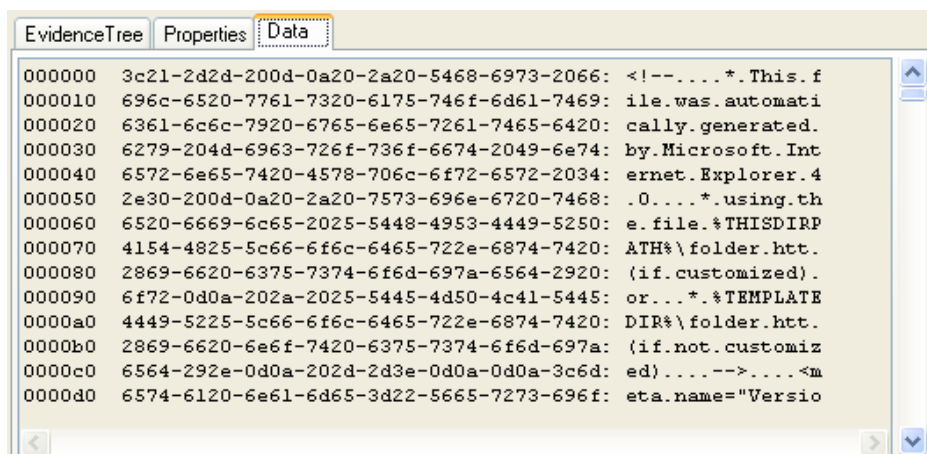 EvidenceTree Properties Data
000000 3c21-2d2d-200d-0a20-2a20-5468-6973-2066: <!--....*.This.f
000010 696c-6520-7761-7320-6175-746f-6d61-7469: ile.was.automati
000020 6361-6c6c-7920-6765-6e65-7261-7465-6420: cally.generated.
000030 6279-204d-6963-726f-736f-6674-2049-6e74: by.Microsoft.Int
000040 6572-6e65-7420-4578-706c-6f72-6572-2034: ernet.Explorer.4
000050 2e30-200d-0a20-2a20-7573-696e-6720-7468: .0....*.using.th
000060 6520-6669-6c65-2025-5448-4953-4449-5250: e.file.%THISDIRP
000070 4154-4825-5c66-6f6c-6465-722e-6874-7420: ATH%\folder.htt.
000080 2869-6620-6375-7374-6f6d-697a-6564-2920: (if.customized).
000090 6f72-0d0a-202a-2025-5445-4d50-4c41-5445: or...*.%TEMPLATE
0000a0 4449-5225-5c66-6f6c-6465-722e-6874-7420: DIR%\folder.htt.
0000b0 2869-6620-6e6f-7420-6375-7374-6f6d-697a: (if.not.customiz
0000c0 6564-292e-0d0a-202d-2d3e-0d0a-0d0a-3c6d: ed)....-->....<m
0000d0 6574-6120-6e61-6d65-3d22-5665-7273-696f: eta.name="Versio